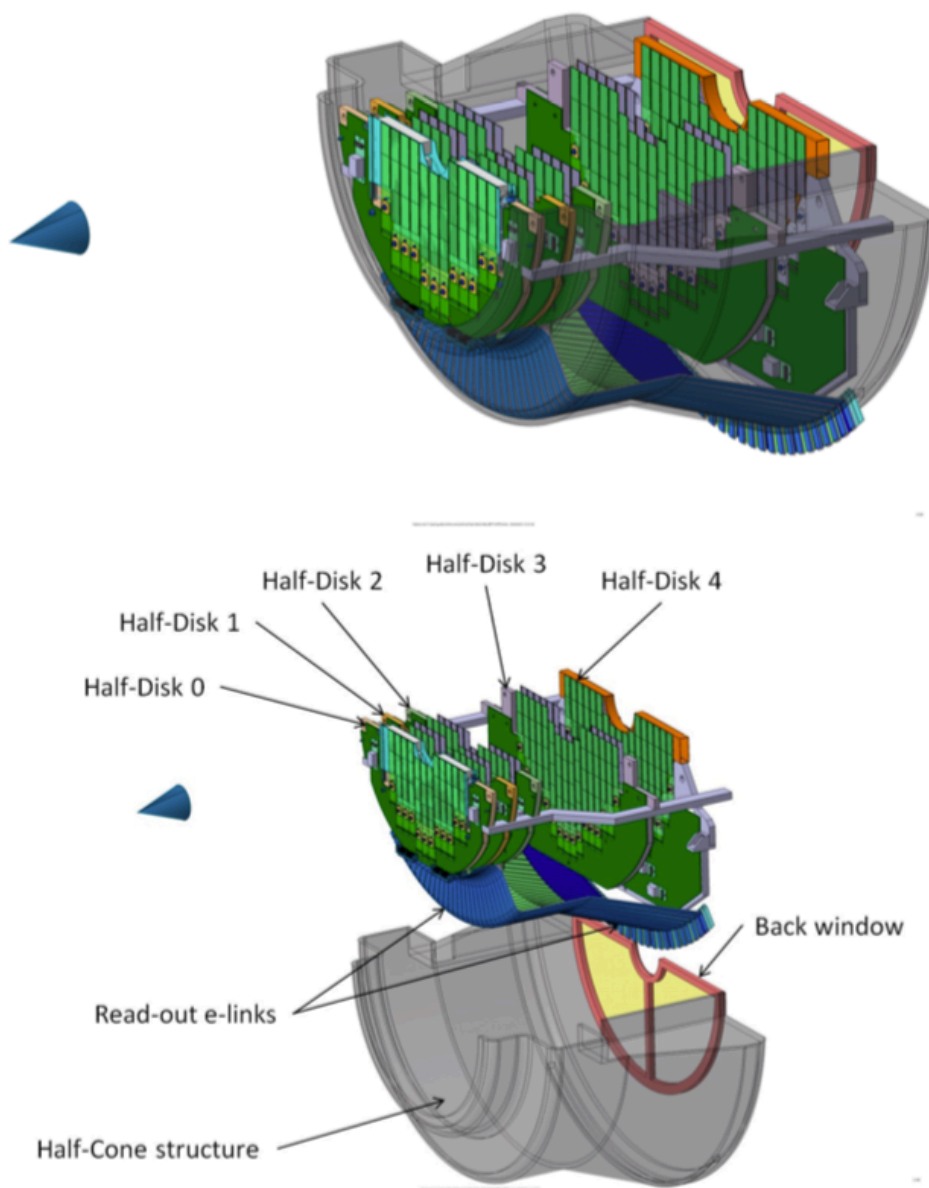 Half-Disk 3
Half-Disk 2
Half-Disk 4
Half-Disk 1
Half-Disk 0
Back window
Read-out e-links
Half-Cone structure